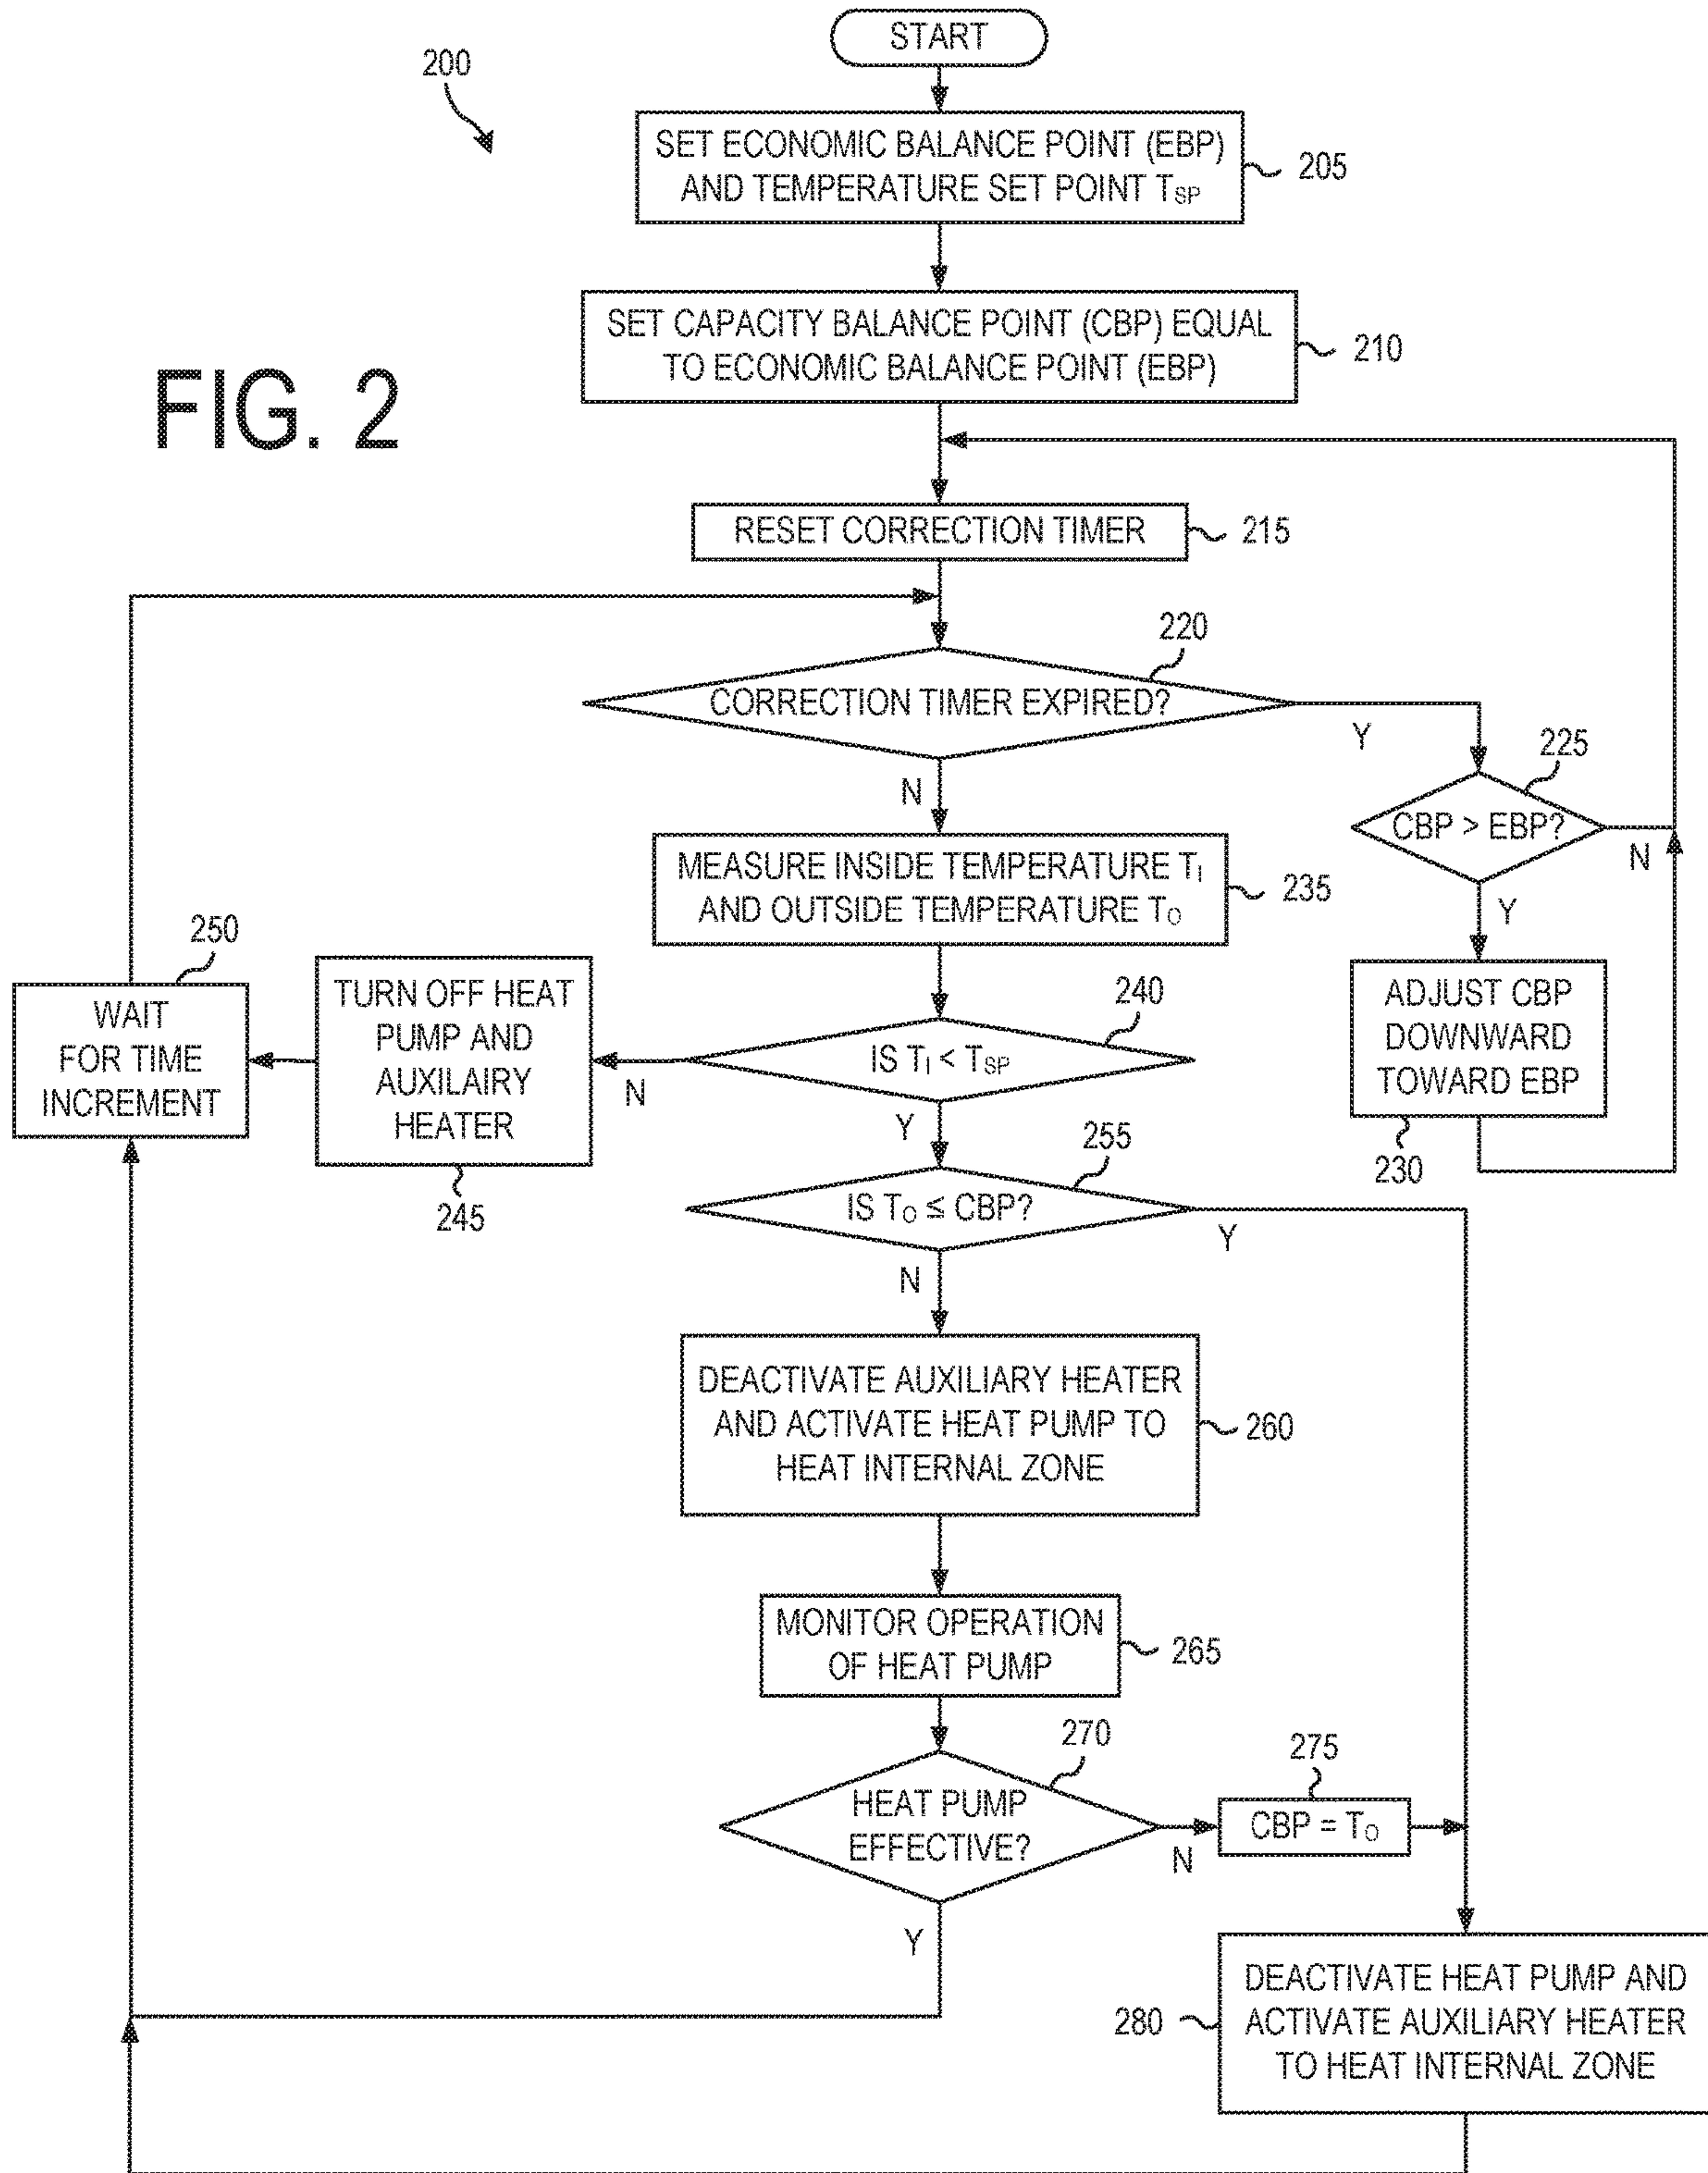 START
200
SET ECONOMIC BALANCE POINT (EBP)
AND TEMPERATURE SET POINT TSP
205
SET CAPACITY BALANCE POINT (CBP) EQUAL
TO ECONOMIC BALANCE POINT (EBP)
210
FIG. 2
RESET CORRECTION TIMER
215
220
CORRECTION TIMER EXPIRED?
Y
N
225
CBP > EBP?
N
Y
MEASURE INSIDE TEMPERATURE TI
AND OUTSIDE TEMPERATURE TO
235
ADJUST CBP
DOWNWARD
TOWARD EBP
230
250
WAIT
FOR TIME
INCREMENT
TURN OFF HEAT
PUMP AND
AUXILAIRY
HEATER
245
240
IS TI < TSP
N
Y
255
IS TO ≤ CBP?
Y
N
DEACTIVATE AUXILIARY HEATER
AND ACTIVATE HEAT PUMP TO
HEAT INTERNAL ZONE
260
MONITOR OPERATION
OF HEAT PUMP
265
270
HEAT PUMP
EFFECTIVE?
N
Y
275
CBP = TO
DEACTIVATE HEAT PUMP AND
ACTIVATE AUXILIARY HEATER
TO HEAT INTERNAL ZONE
280